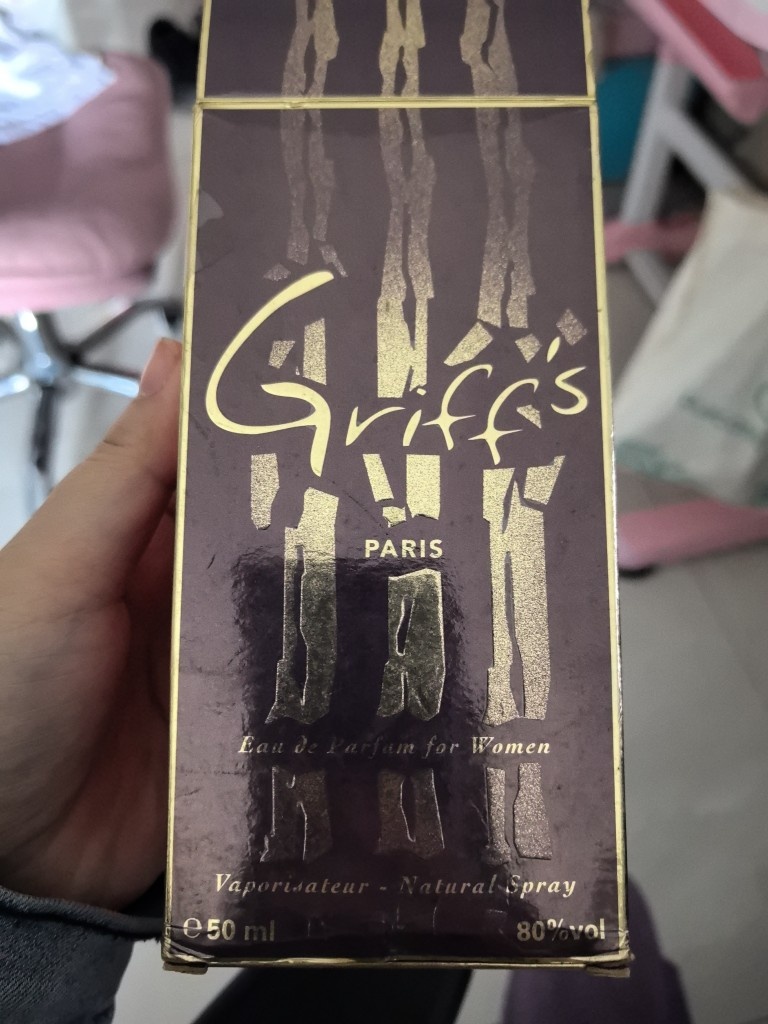 Griff's
PARIS
Eau de Parfum for Women
Vaporisateur - Natural Spray
℮50 ml 80%vol